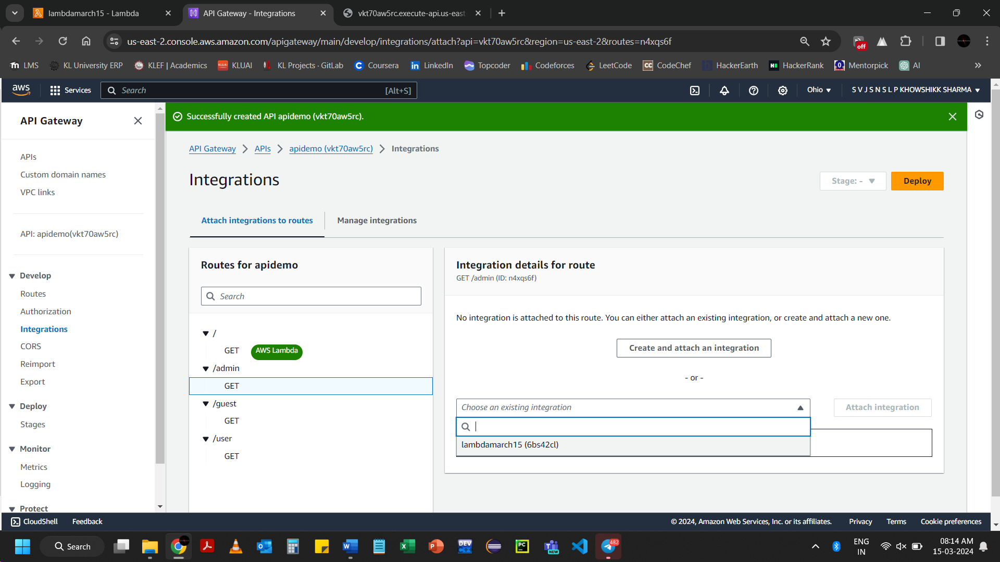 lambdamarch15 - Lambda
API Gateway - Integrations
vkt70aw5rc.execute-api.us-east
us-east-2.console.aws.amazon.com/apigateway/main/develop/integrations/attach?api=vkt70aw5rc&region=us-east-2&routes=n4xqs6f
off
LMS
KL University ERP
KLEF | Academics
KLUAI
KL Projects · GitLab
Coursera
LinkedIn
Topcoder
Codeforces
LeetCode
CodeChef
HackerEarth
HackerRank
Mentorpick
AI
aws
Services
Search
[Alt+S]
Ohio
S V J S N S L P KHOWSHIKK SHARMA
API Gateway
Successfully created API apidemo (vkt70aw5rc).
APIs
Custom domain names
VPC links
API: apidemo(vkt70aw5rc)
Develop
Routes
Authorization
Integrations
CORS
Reimport
Export
Deploy
Stages
Monitor
Metrics
Logging
Protect
API Gateway > APIs > apidemo (vkt70aw5rc) > Integrations
Integrations
Stage: -
Deploy
Attach integrations to routes
Manage integrations
Routes for apidemo
Search
/
GET AWS Lambda
/admin
GET
/guest
GET
/user
GET
Integration details for route
GET /admin (ID: n4xqs6f)
No integration is attached to this route. You can either attach an existing integration, or create and attach a new one.
Create and attach an integration
- or -
Choose an existing integration
Attach integration
lambdamarch15 (6bs42cl)
CloudShell
Feedback
© 2024, Amazon Web Services, Inc. or its affiliates.
Privacy
Terms
Cookie preferences
Search
482
ENG
IN
08:14 AM
15-03-2024